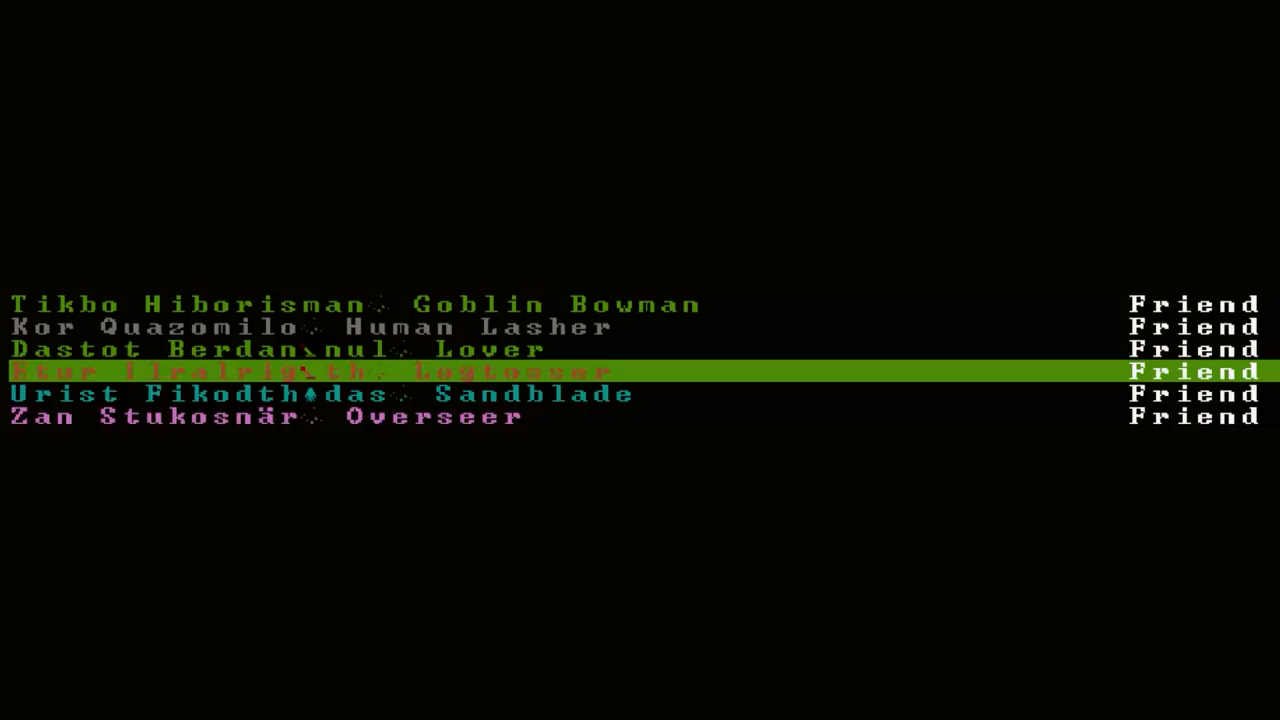 Tikbo Hiborisman Goblin Bowman Friend
Kor Quazomilo Human Lasher Friend
Dastot Lover Friend
Friend
Urist Sandblade Friend
Zan Stukosnär Overseer Friend